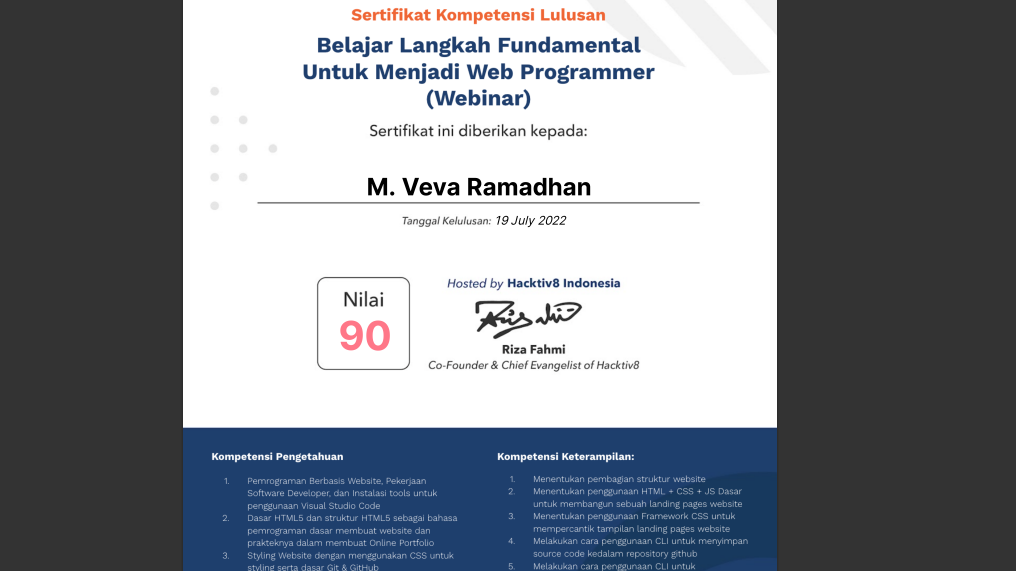 Sertifikat Kompetensi Lulusan
Belajar Langkah Fundamental
Untuk Menjadi Web Programmer
(Webinar)
Sertifikat ini diberikan kepada:
M. Veva Ramadhan
Tanggal Kelulusan: 19 July 2022
Nilai
90
Hosted by Hacktiv8 Indonesia
Riza Fahmi
Co-Founder & Chief Evangelist of Hacktiv8
Kompetensi Pengetahuan
1. Pemrograman Berbasis Website, Pekerjaan
Software Developer, dan Instalasi tools untuk
penggunaan Visual Studio Code
2. Dasar HTML5 dan struktur HTML5 sebagai bahasa
pemrograman dasar membuat website dan
prakteknya dalam membuat Online Portfolio
3. Styling Website dengan menggunakan CSS untuk
styling serta dasar Git & GitHub
Kompetensi Keterampilan:
1. Menentukan pembagian struktur website
2. Menentukan penggunaan HTML + CSS + JS Dasar
untuk membangun sebuah landing pages website
3. Menentukan penggunaan Framework CSS untuk
mempercantik tampilan landing pages website
4. Melakukan cara penggunaan CLI untuk menyimpan
source code kedalam repository github
5. Melakukan cara penggunaan CLI untuk